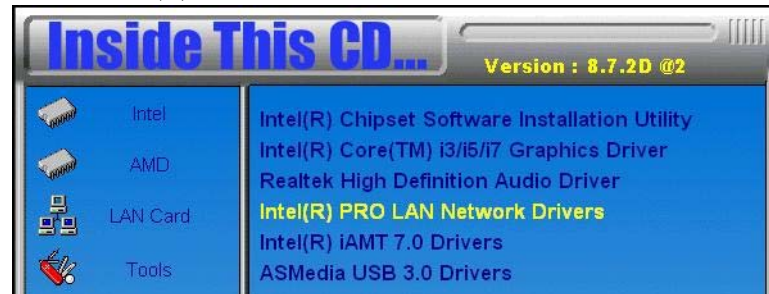 Inside This CD...
Version : 8.7.2D @2
Intel
AMD
LAN Card
Tools
Intel(R) Chipset Software Installation Utility
Intel(R) Core(TM) i3/i5/i7 Graphics Driver
Realtek High Definition Audio Driver
Intel(R) PRO LAN Network Drivers
Intel(R) iAMT 7.0 Drivers
ASMedia USB 3.0 Drivers